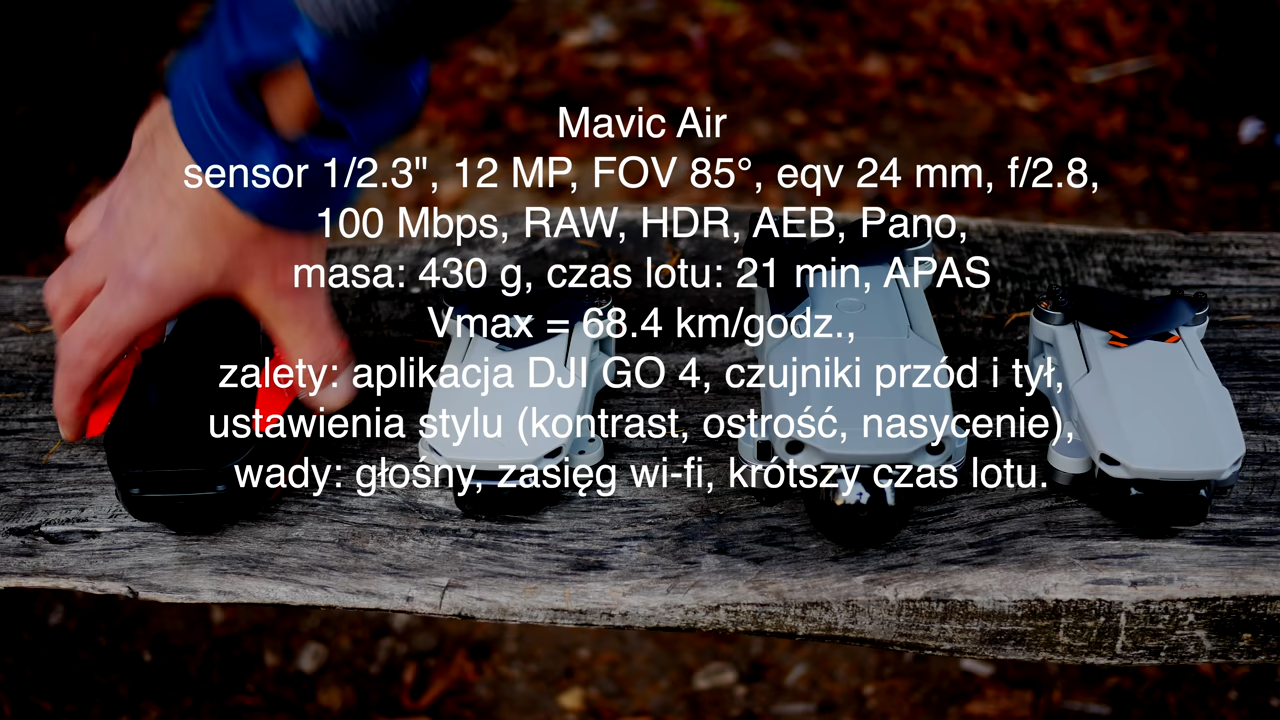 Mavic Air
sensor 1/2.3", 12 MP, FOV 85°, eqv 24 mm, f/2.8,
100 Mbps, RAW, HDR, AEB, Pano,
masa: 430 g, czas lotu: 21 min, APAS
Vmax = 68.4 km/godz.,
zalety: aplikacja DJI GO 4, czujniki przód i tył,
ustawienia stylu (kontrast, ostrość, nasycenie),
wady: głośny, zasięg wi-fi, krótszy czas lotu.